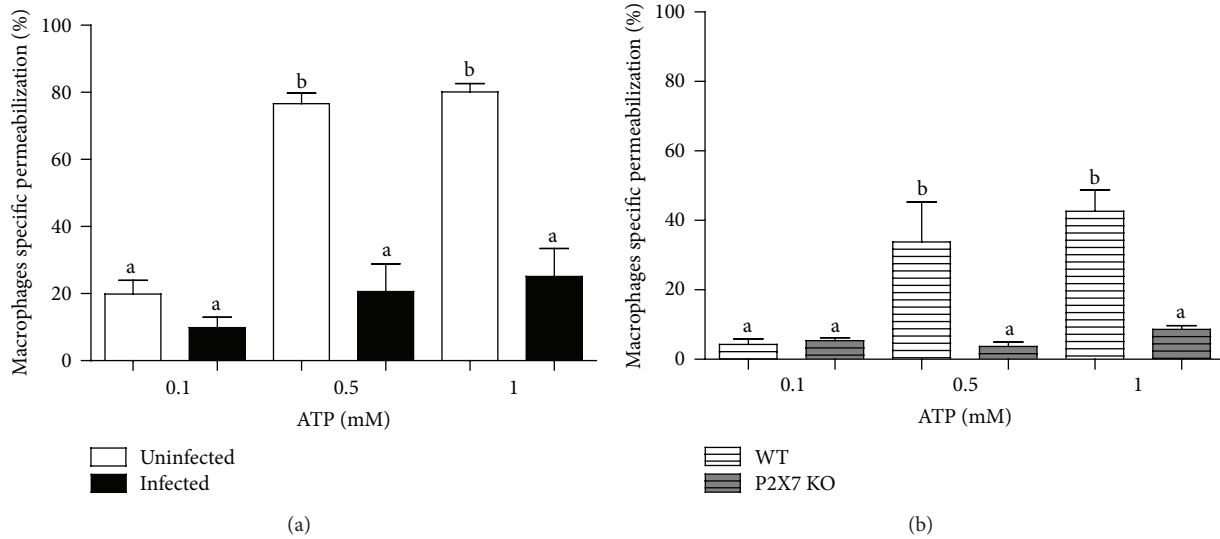 Macrophages specific permeabilization (%)
100
80
60
40
20
0
a
a
b
a
b
a
0.1
0.5
1
ATP (mM)
Uninfected
Infected
(a)
Macrophages specific permeabilization (%)
100
80
60
40
20
0
a
a
b
a
b
a
0.1
0.5
1
ATP (mM)
WT
P2X7 KO
(b)